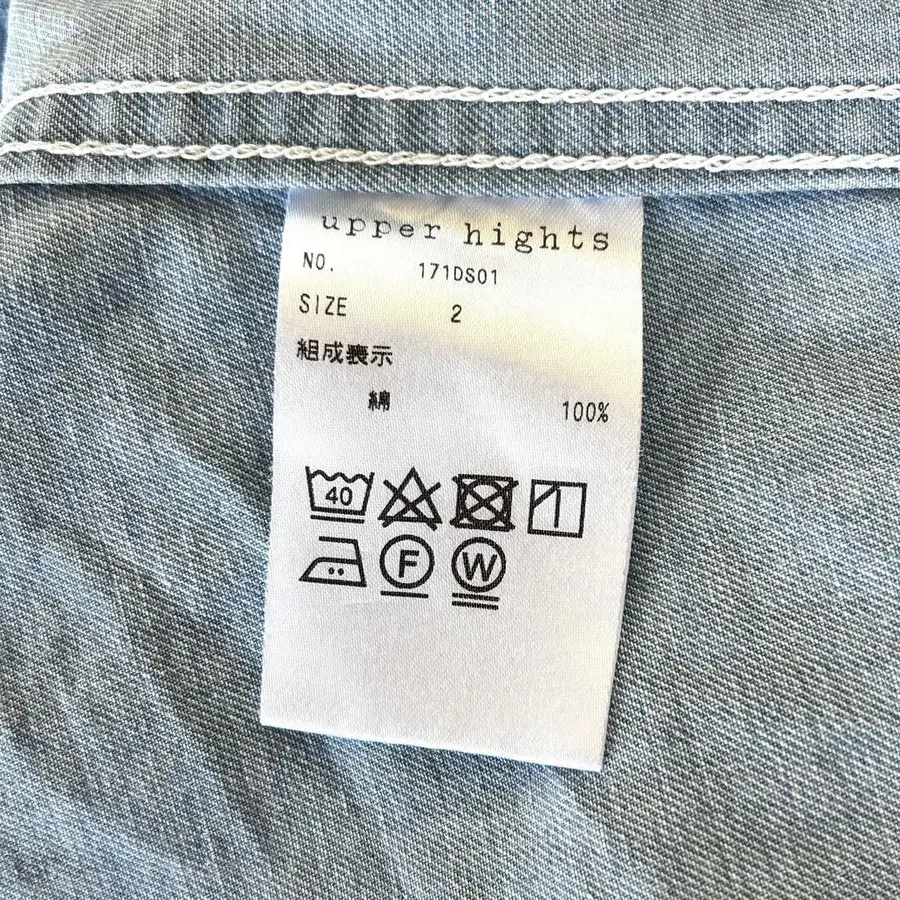 upper hights
NO. 171DS01
SIZE 2
組成表示
綿 100%
40
F W